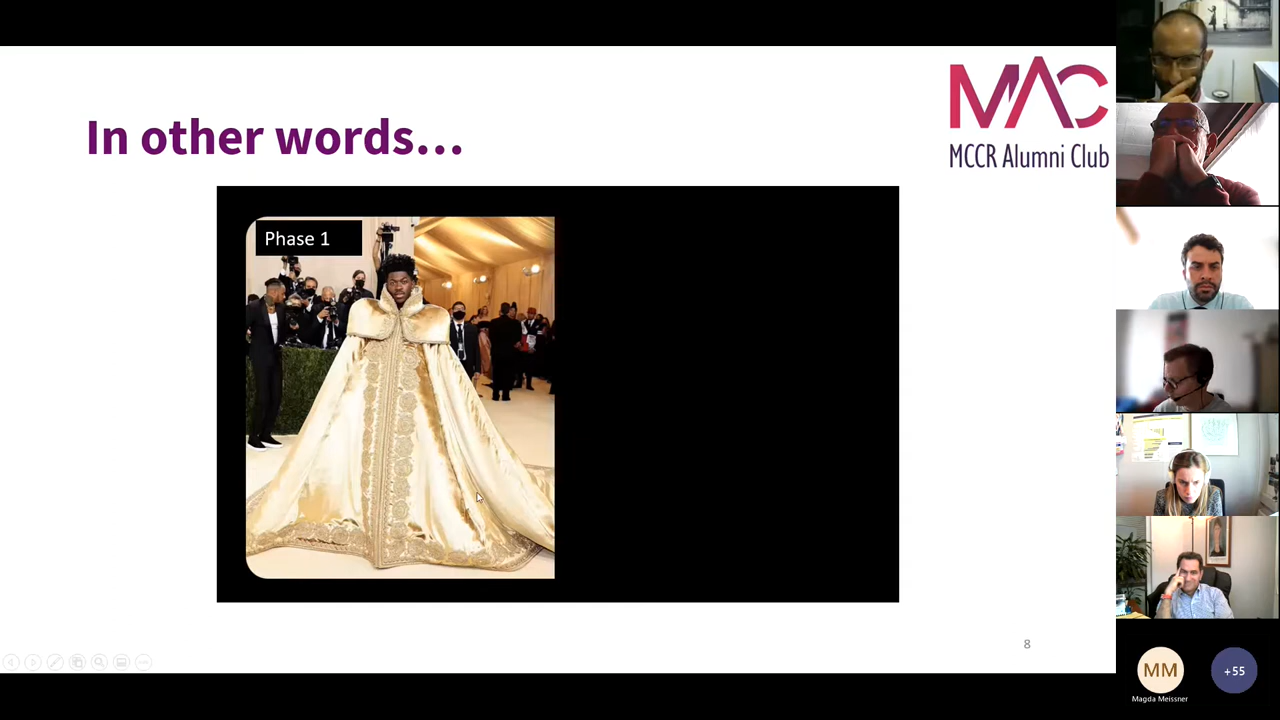 In other words...
MAC
MCCR Alumni Club
Phase 1
8
MM
Magda Meissner
+55